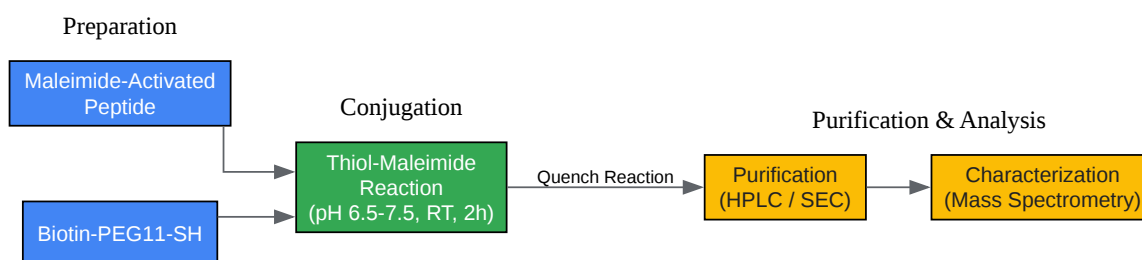 Preparation
Maleimide-Activated
Peptide
Biotin-PEG11-SH
Conjugation
Thiol-Maleimide
Reaction
(pH 6.5-7.5, RT, 2h)
Quench Reaction
Purification & Analysis
Purification
(HPLC / SEC)
Characterization
(Mass Spectrometry)